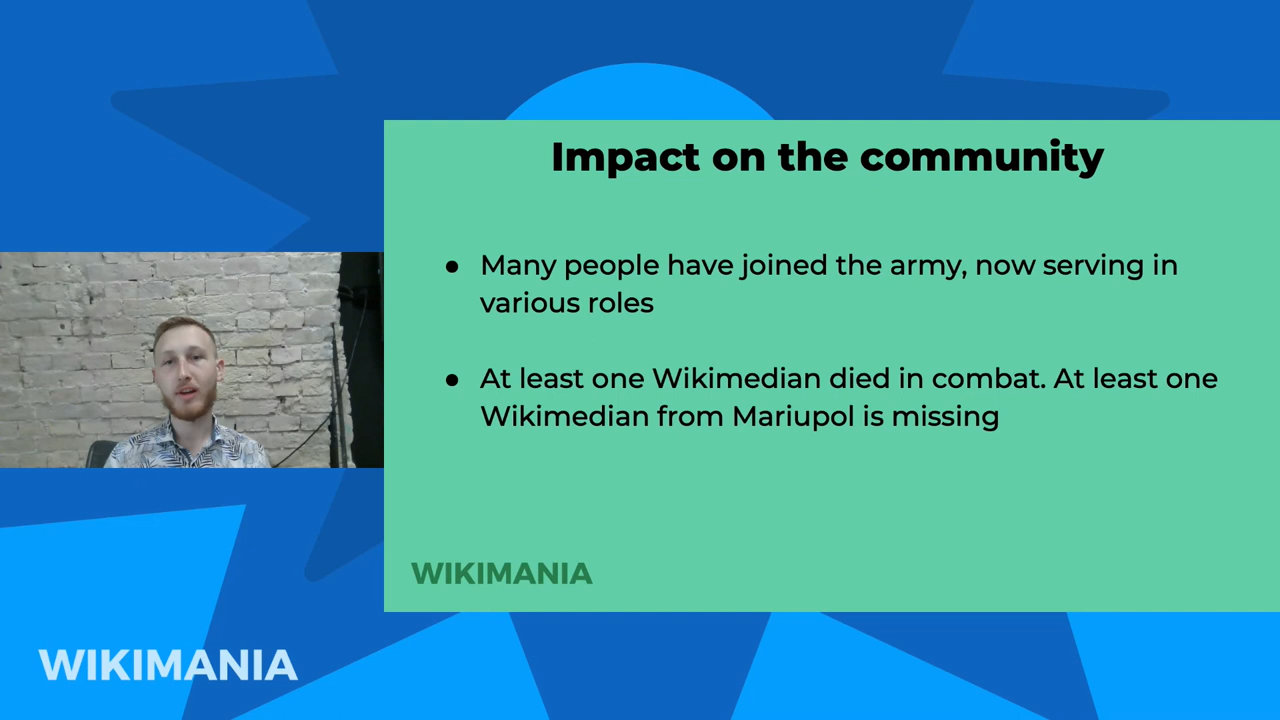 Impact on the community
● Many people have joined the army, now serving in
various roles
● At least one Wikimedian died in combat. At least one
Wikimedian from Mariupol is missing
WIKIMANIA
WIKIMANIA